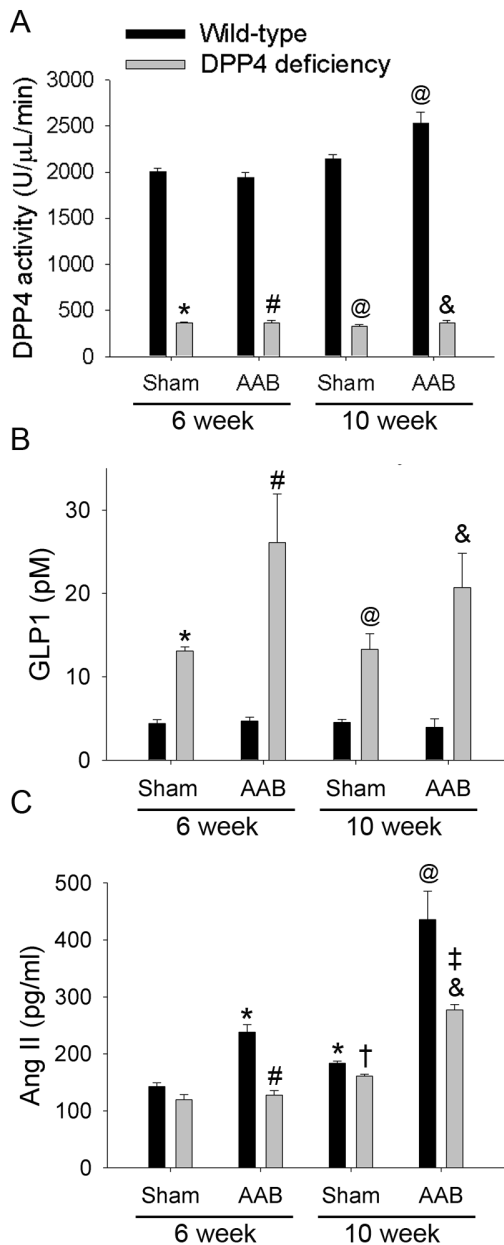 A
Wild-type
DPP4 deficiency
DPP4 activity (U/μL/min)
3000
2500
2000
1500
1000
500
0
@
* # @ &
Sham AAB Sham AAB
6 week 10 week
B
GLP1 (pM)
30
20
10
0
#
&
* @
Sham AAB Sham AAB
6 week 10 week
C
Ang II (pg/ml)
500
400
300
200
100
0
@
‡
&
* * †
#
Sham AAB Sham AAB
6 week 10 week